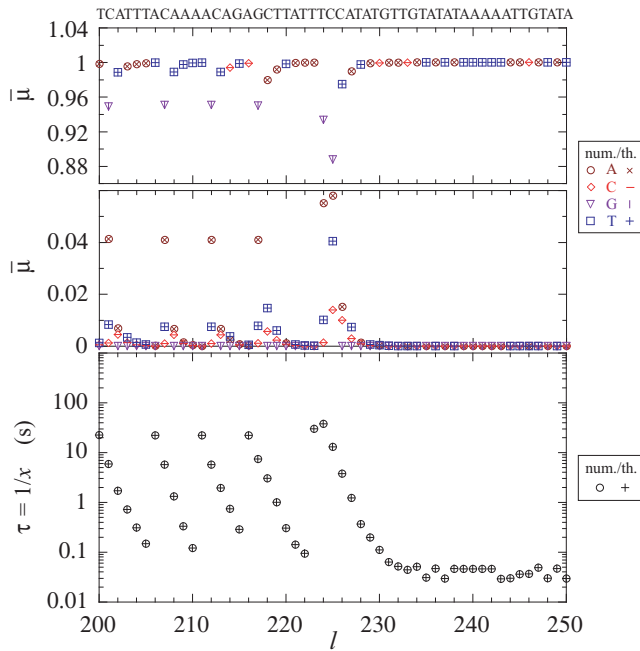 TCATTTACAAAACAGAGCTTATTTCCATATGTTGTATATAAAAATTGTATA
1.04
1
0.96
0.92
0.88
μ̄
0.04
0.02
0
μ̄
100
10
1
0.1
0.01
τ = 1/x (s)
200 210 220 230 240 250
l
num./th.
A
C
G
T
num./th.